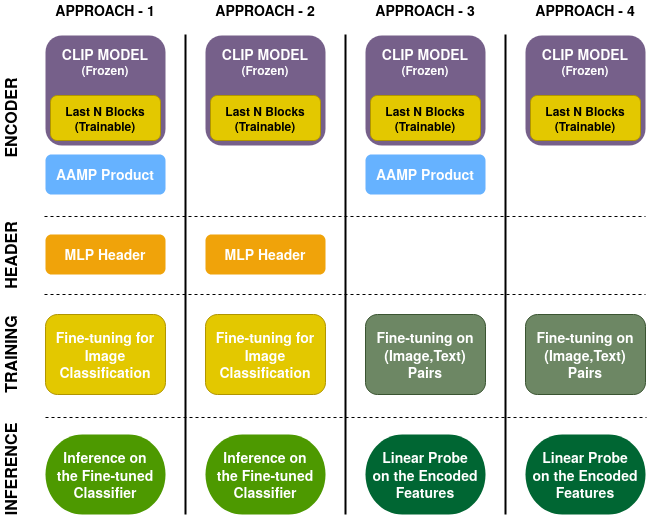 APPROACH - 1
APPROACH - 2
APPROACH - 3
APPROACH - 4
ENCODER
CLIP MODEL
(Frozen)
Last N Blocks
(Trainable)
AAMP Product
CLIP MODEL
(Frozen)
Last N Blocks
(Trainable)
CLIP MODEL
(Frozen)
Last N Blocks
(Trainable)
AAMP Product
CLIP MODEL
(Frozen)
Last N Blocks
(Trainable)
HEADER
MLP Header
MLP Header
TRAINING
Fine-tuning for
Image
Classification
Fine-tuning for
Image
Classification
Fine-tuning on
(Image,Text)
Pairs
Fine-tuning on
(Image,Text)
Pairs
INFERENCE
Inference on
the Fine-tuned
Classifier
Inference on
the Fine-tuned
Classifier
Linear Probe
on the Encoded
Features
Linear Probe
on the Encoded
Features